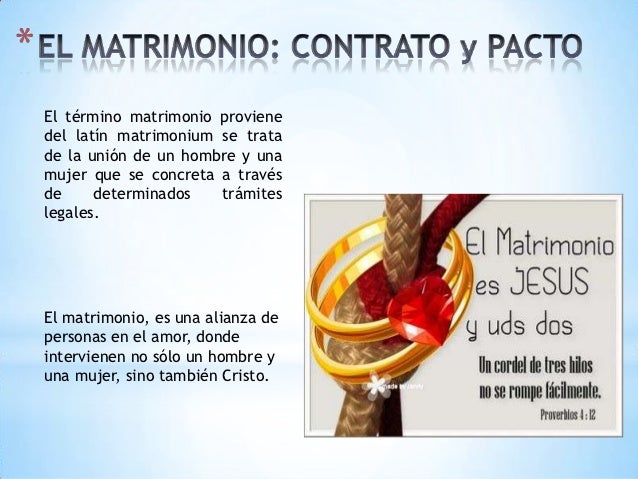 * EL MATRIMONIO: CONTRATO y PACTO
El término matrimonio proviene
del latín matrimonium se trata
de la unión de un hombre y una
mujer que se concreta a través
de determinados trámites
legales.
El matrimonio, es una alianza de
personas en el amor, donde
intervienen no sólo un hombre y
una mujer, sino también Cristo.
El Matrimonio
es JESUS
y uds dos
Un cordel de tres hilos
no se rompe fácilmente.
Proverbios 4:12
made by